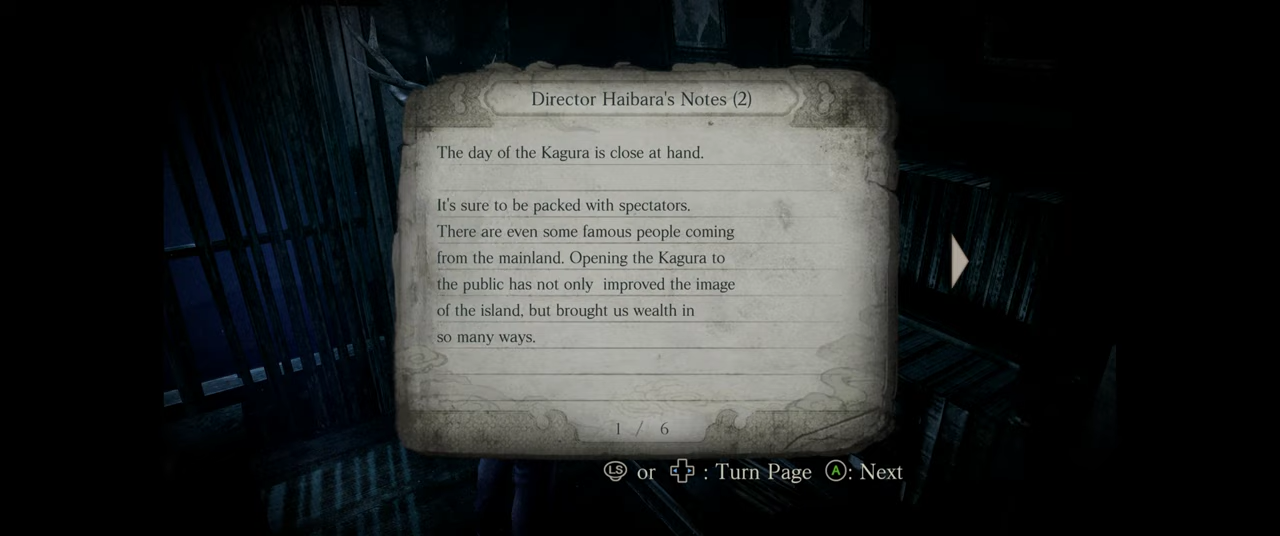 Director Haibara's Notes (2)
The day of the Kagura is close at hand.
It's sure to be packed with spectators.
There are even some famous people coming
from the mainland. Opening the Kagura to
the public has not only  improved the image
of the island, but brought us wealth in
so many ways.
1 / 6
LS or : Turn Page A: Next